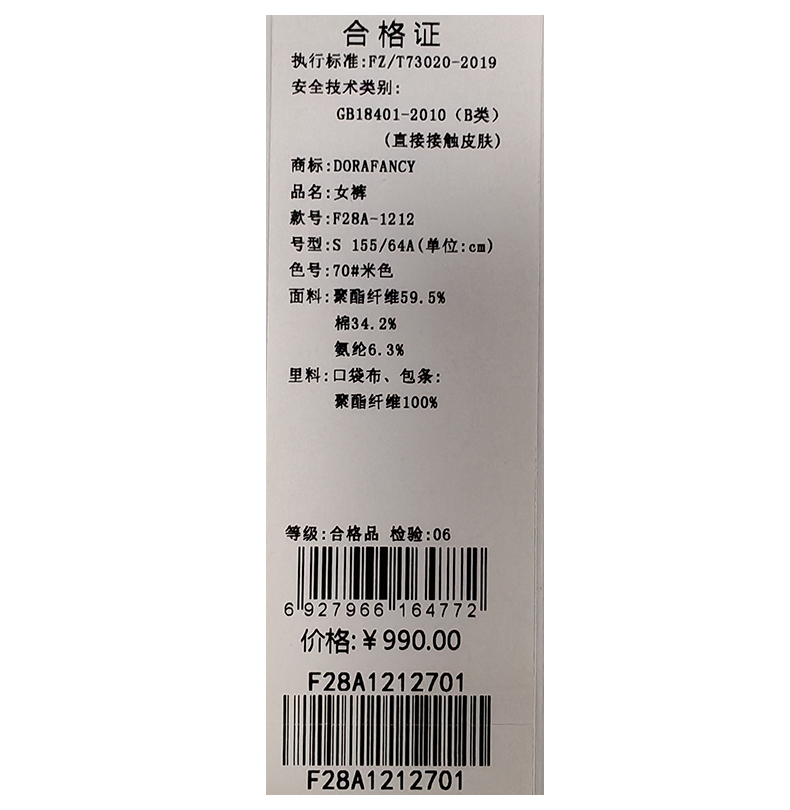 合格证
执行标准:FZ/T73020-2019
安全技术类别:
GB18401-2010（B类）
(直接接触皮肤)
商标:DORAFANCY
品名:女裤
款号:F28A-1212
号型:S 155/64A(单位:cm)
色号:70#米色
面料:聚酯纤维59.5%
棉34.2%
氨纶6.3%
里料:口袋布、包条:
聚酯纤维100%
等级:合格品 检验:06
6 927966 164772
价格:￥990.00
F28A1212701
F28A1212701